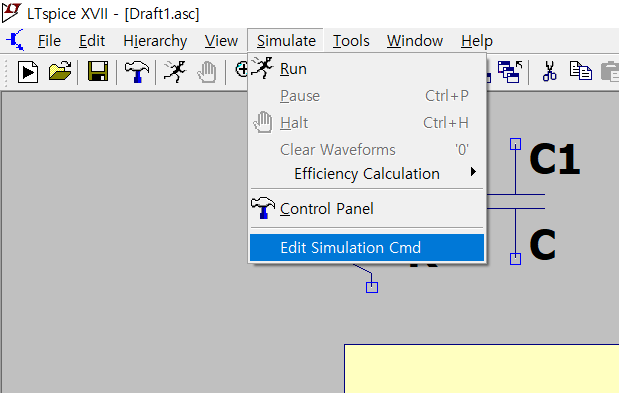 LTspice XVII - [Draft1.asc]
File Edit Hierarchy View Simulate Tools Window Help
Run
Pause Ctrl+P
Halt Ctrl+H
Clear Waveforms '0'
Efficiency Calculation
Control Panel
Edit Simulation Cmd
C1
C